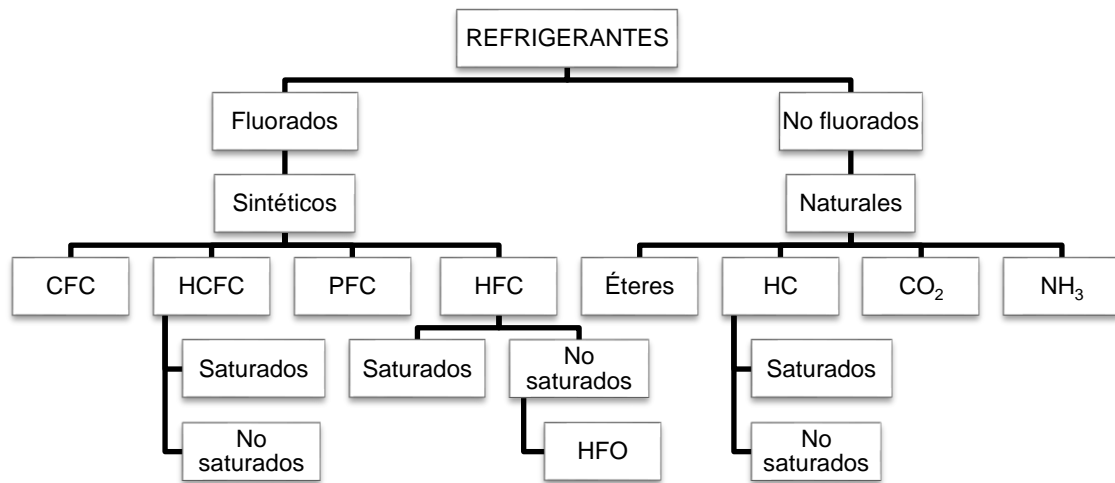 REFRIGERANTES
Fluorados
No fluorados
Sintéticos
Naturales
CFC
HCFC
PFC
HFC
Éteres
HC
CO₂
NH₃
Saturados
Saturados
No
saturados
Saturados
No
saturados
HFO
No
saturados